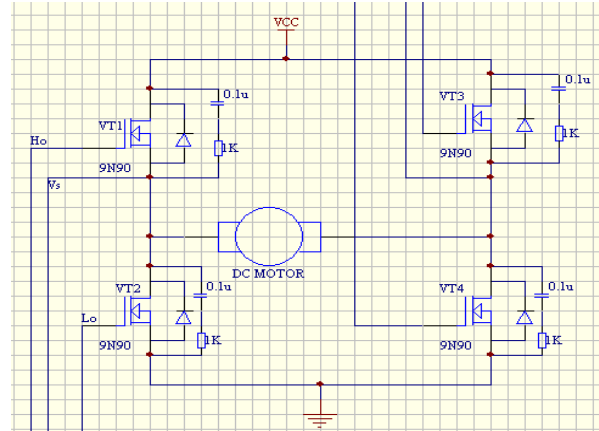 VCC
0.1u
0.1u
VT1
VT3
1K
1K
Ho
9N90
9N90
Vs
DC MOTOR
VT2
0.1u
VT4
0.1u
Lo
1K
1K
9N90
9N90